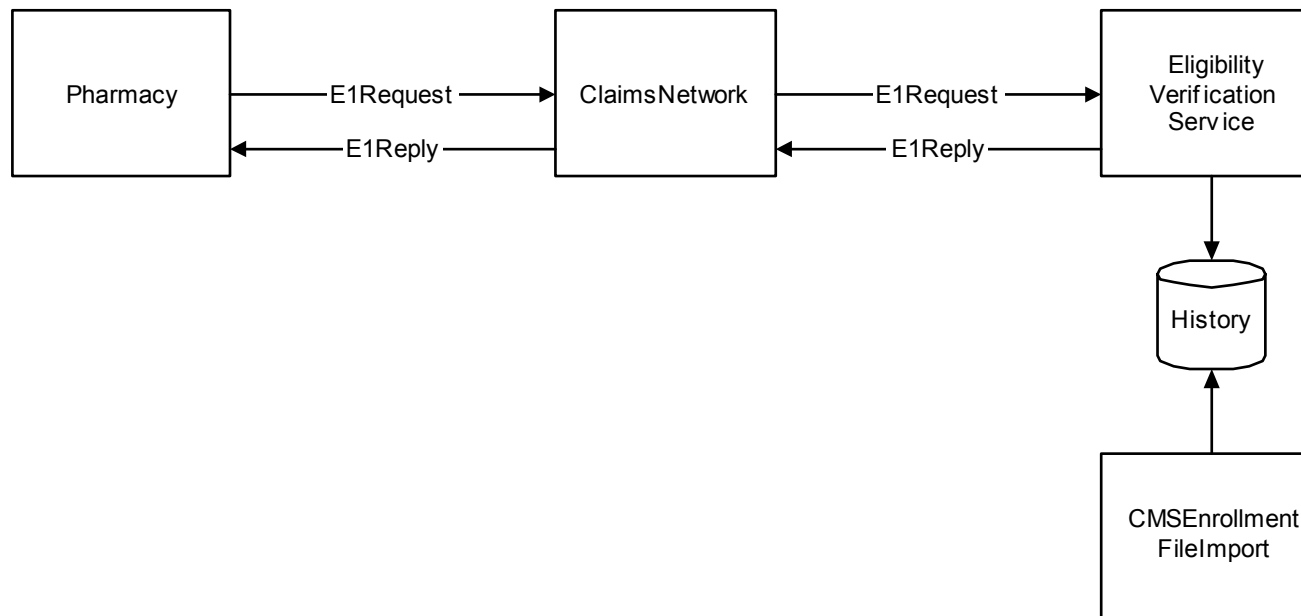 Pharmacy
E1Request
ClaimsNetwork
E1Request
Eligibility
Verification
Service
E1Reply
E1Reply
History
CMSEnrollment
FileImport